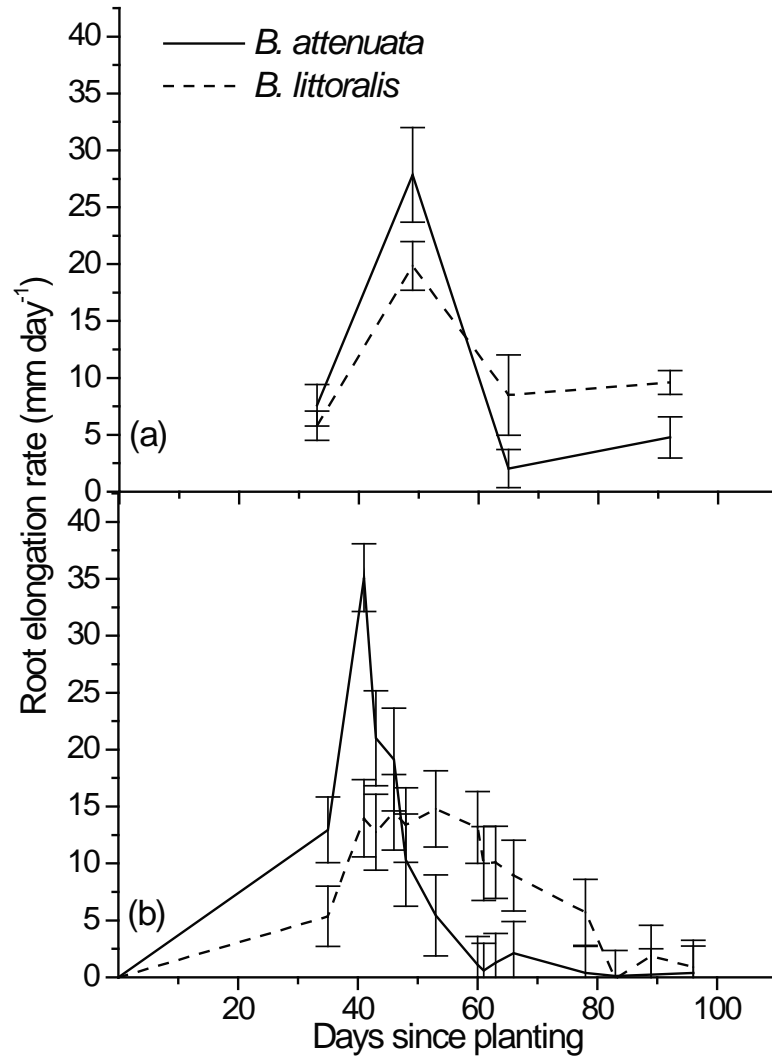 B. attenuata
B. littoralis
40
35
30
25
20
15
10
5
0
(a)
40
35
30
25
20
15
10
5
0
(b)
20 40 60 80 100
Days since planting
Root elongation rate (mm day-1)